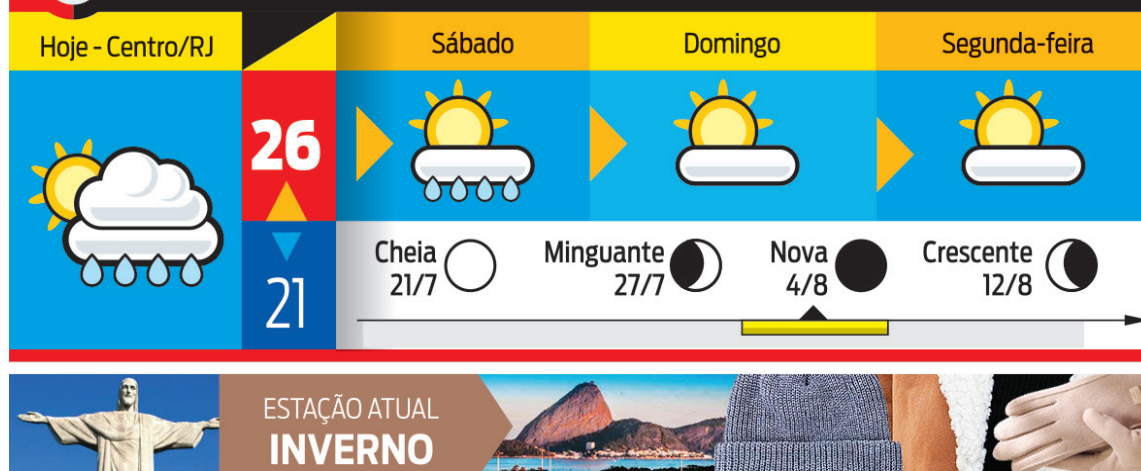 Hoje - Centro/RJ
Sábado
Domingo
Segunda-feira
26
21
Cheia
21/7
Minguante
27/7
Nova
4/8
Crescente
12/8
ESTAÇÃO ATUAL
INVERNO